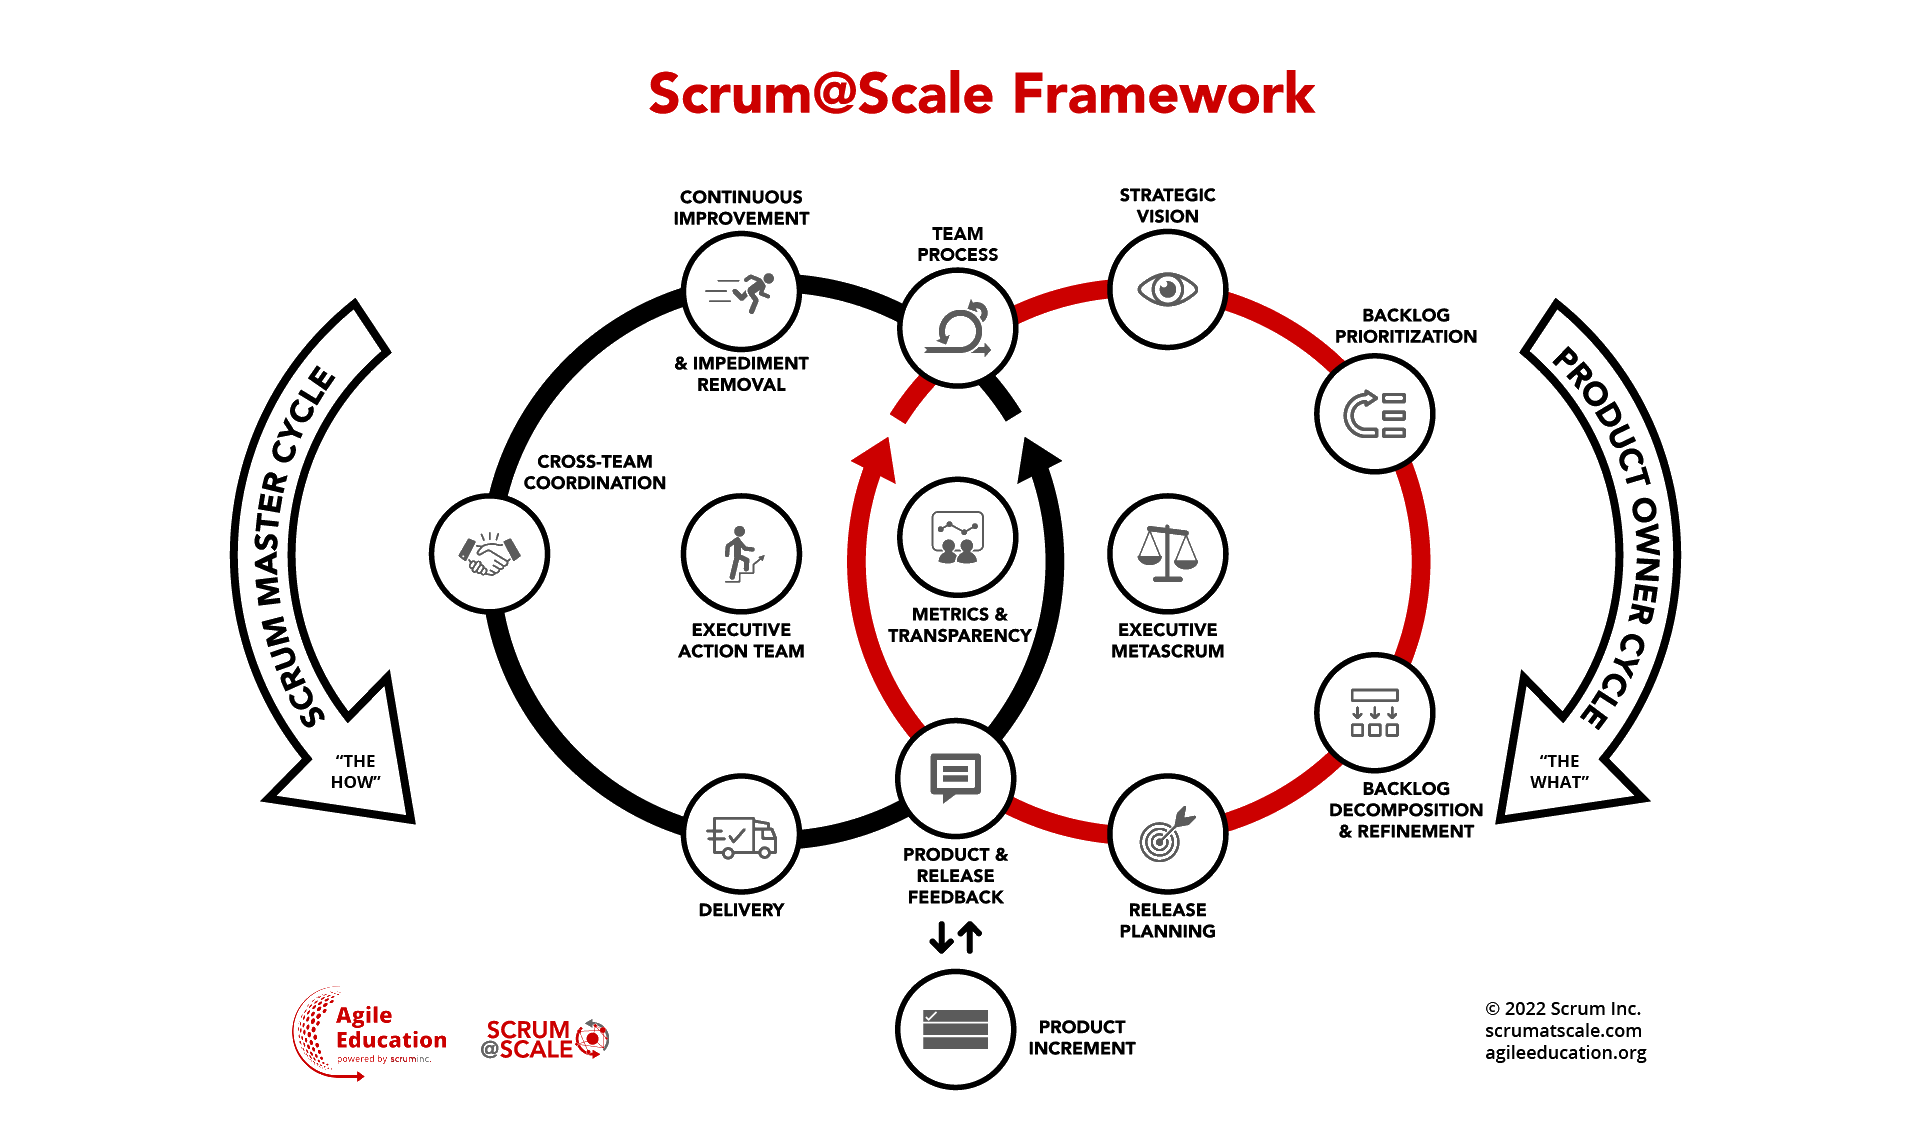 Scrum@Scale Framework
CONTINUOUS
IMPROVEMENT
& IMPEDIMENT
REMOVAL
TEAM
PROCESS
STRATEGIC
VISION
BACKLOG
PRIORITIZATION
CROSS-TEAM
COORDINATION
SCRUM MASTER CYCLE
“THE
HOW”
PRODUCT OWNER CYCLE
“THE
WHAT”
EXECUTIVE
ACTION TEAM
METRICS &
TRANSPARENCY
EXECUTIVE
METASCRUM
BACKLOG
DECOMPOSITION
& REFINEMENT
DELIVERY
PRODUCT &
RELEASE
FEEDBACK
RELEASE
PLANNING
PRODUCT
INCREMENT
Agile
Education
powered by scruminc.
SCRUM
@SCALE
© 2022 Scrum Inc.
scrumatscale.com
agileeducation.org